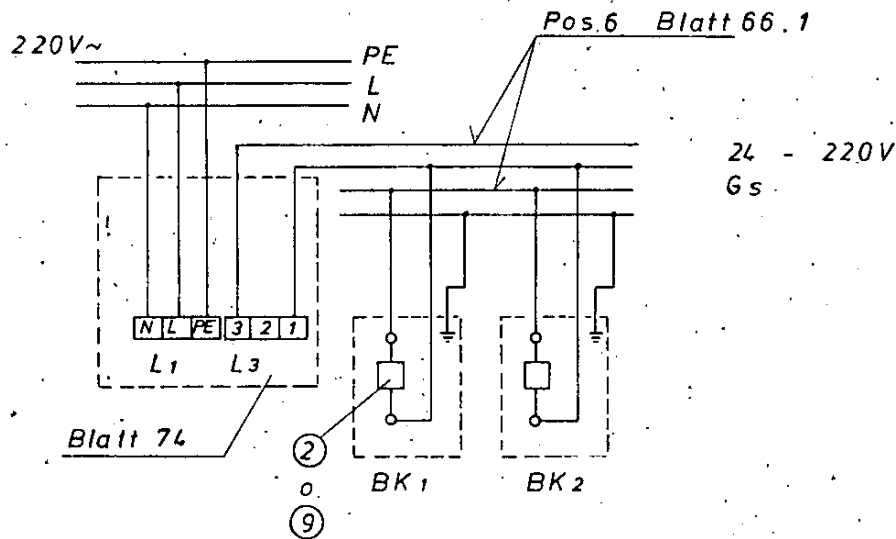 Pos.6 Blatt 66.1
220V~
PE
L
N
24 - 220V
Gs
N L PE 3 2 1
L1 L3
Blatt 74
2
o
9
BK1 BK2